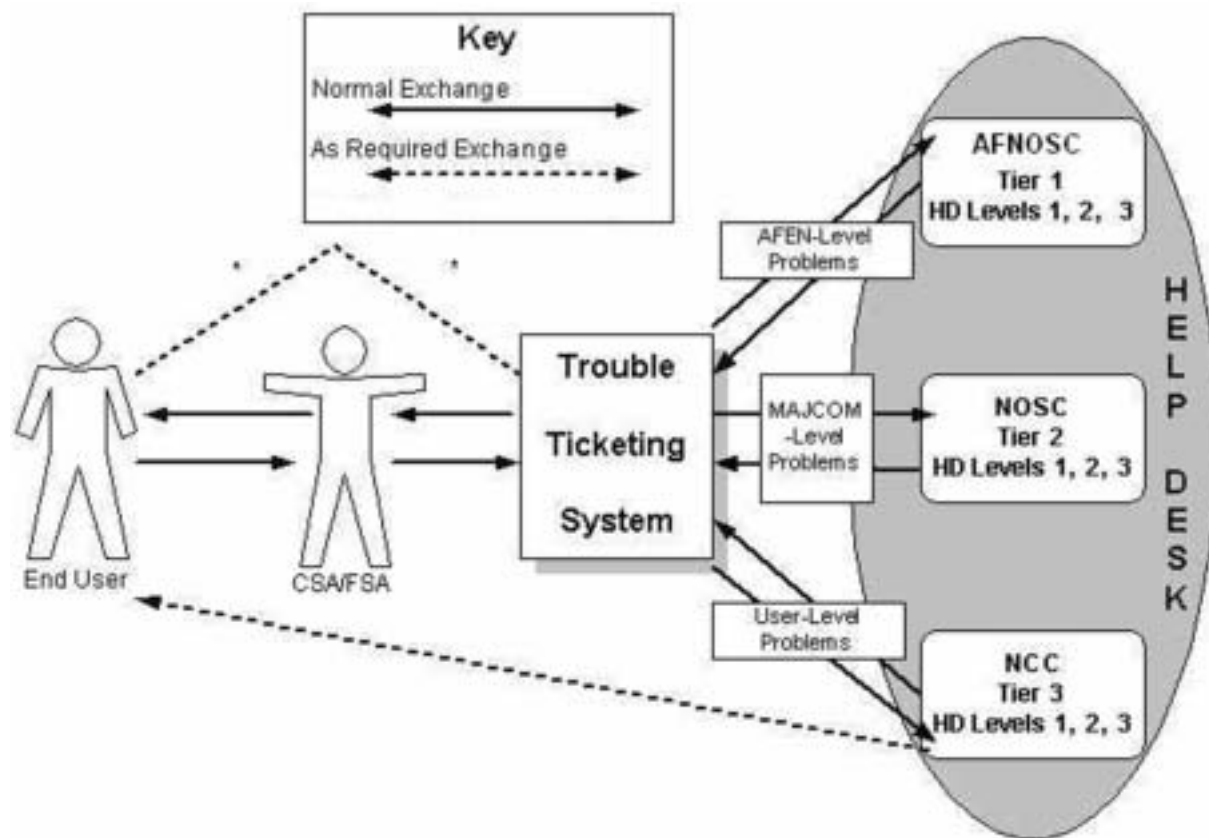 Key
Normal Exchange
As Required Exchange
*
*
AFNOSC
Tier 1
HD Levels 1, 2, 3
AFEN-Level
Problems
Trouble
Ticketing
System
MAJCOM
-Level
Problems
NOSC
Tier 2
HD Levels 1, 2, 3
HELP DESK
End User
CSA/FSA
User-Level
Problems
NCC
Tier 3
HD Levels 1, 2, 3